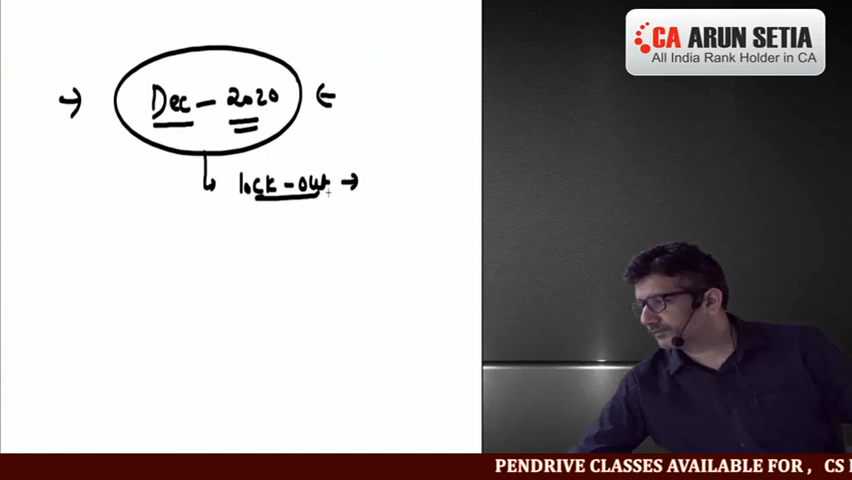 CA ARUN SETIA
All India Rank Holder in CA
→ Dec - 2020 ←
lock-out →
PENDRIVE CLASSES AVAILABLE FOR , CS